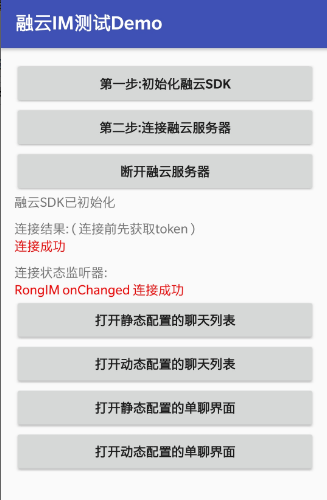 融云IM测试Demo
第一步:初始化融云SDK
第二步:连接融云服务器
断开融云服务器
融云SDK已初始化
连接结果: ( 连接前先获取token )
连接成功
连接状态监听器:
RongIM onChanged 连接成功
打开静态配置的聊天列表
打开动态配置的聊天列表
打开静态配置的单聊界面
打开动态配置的单聊界面